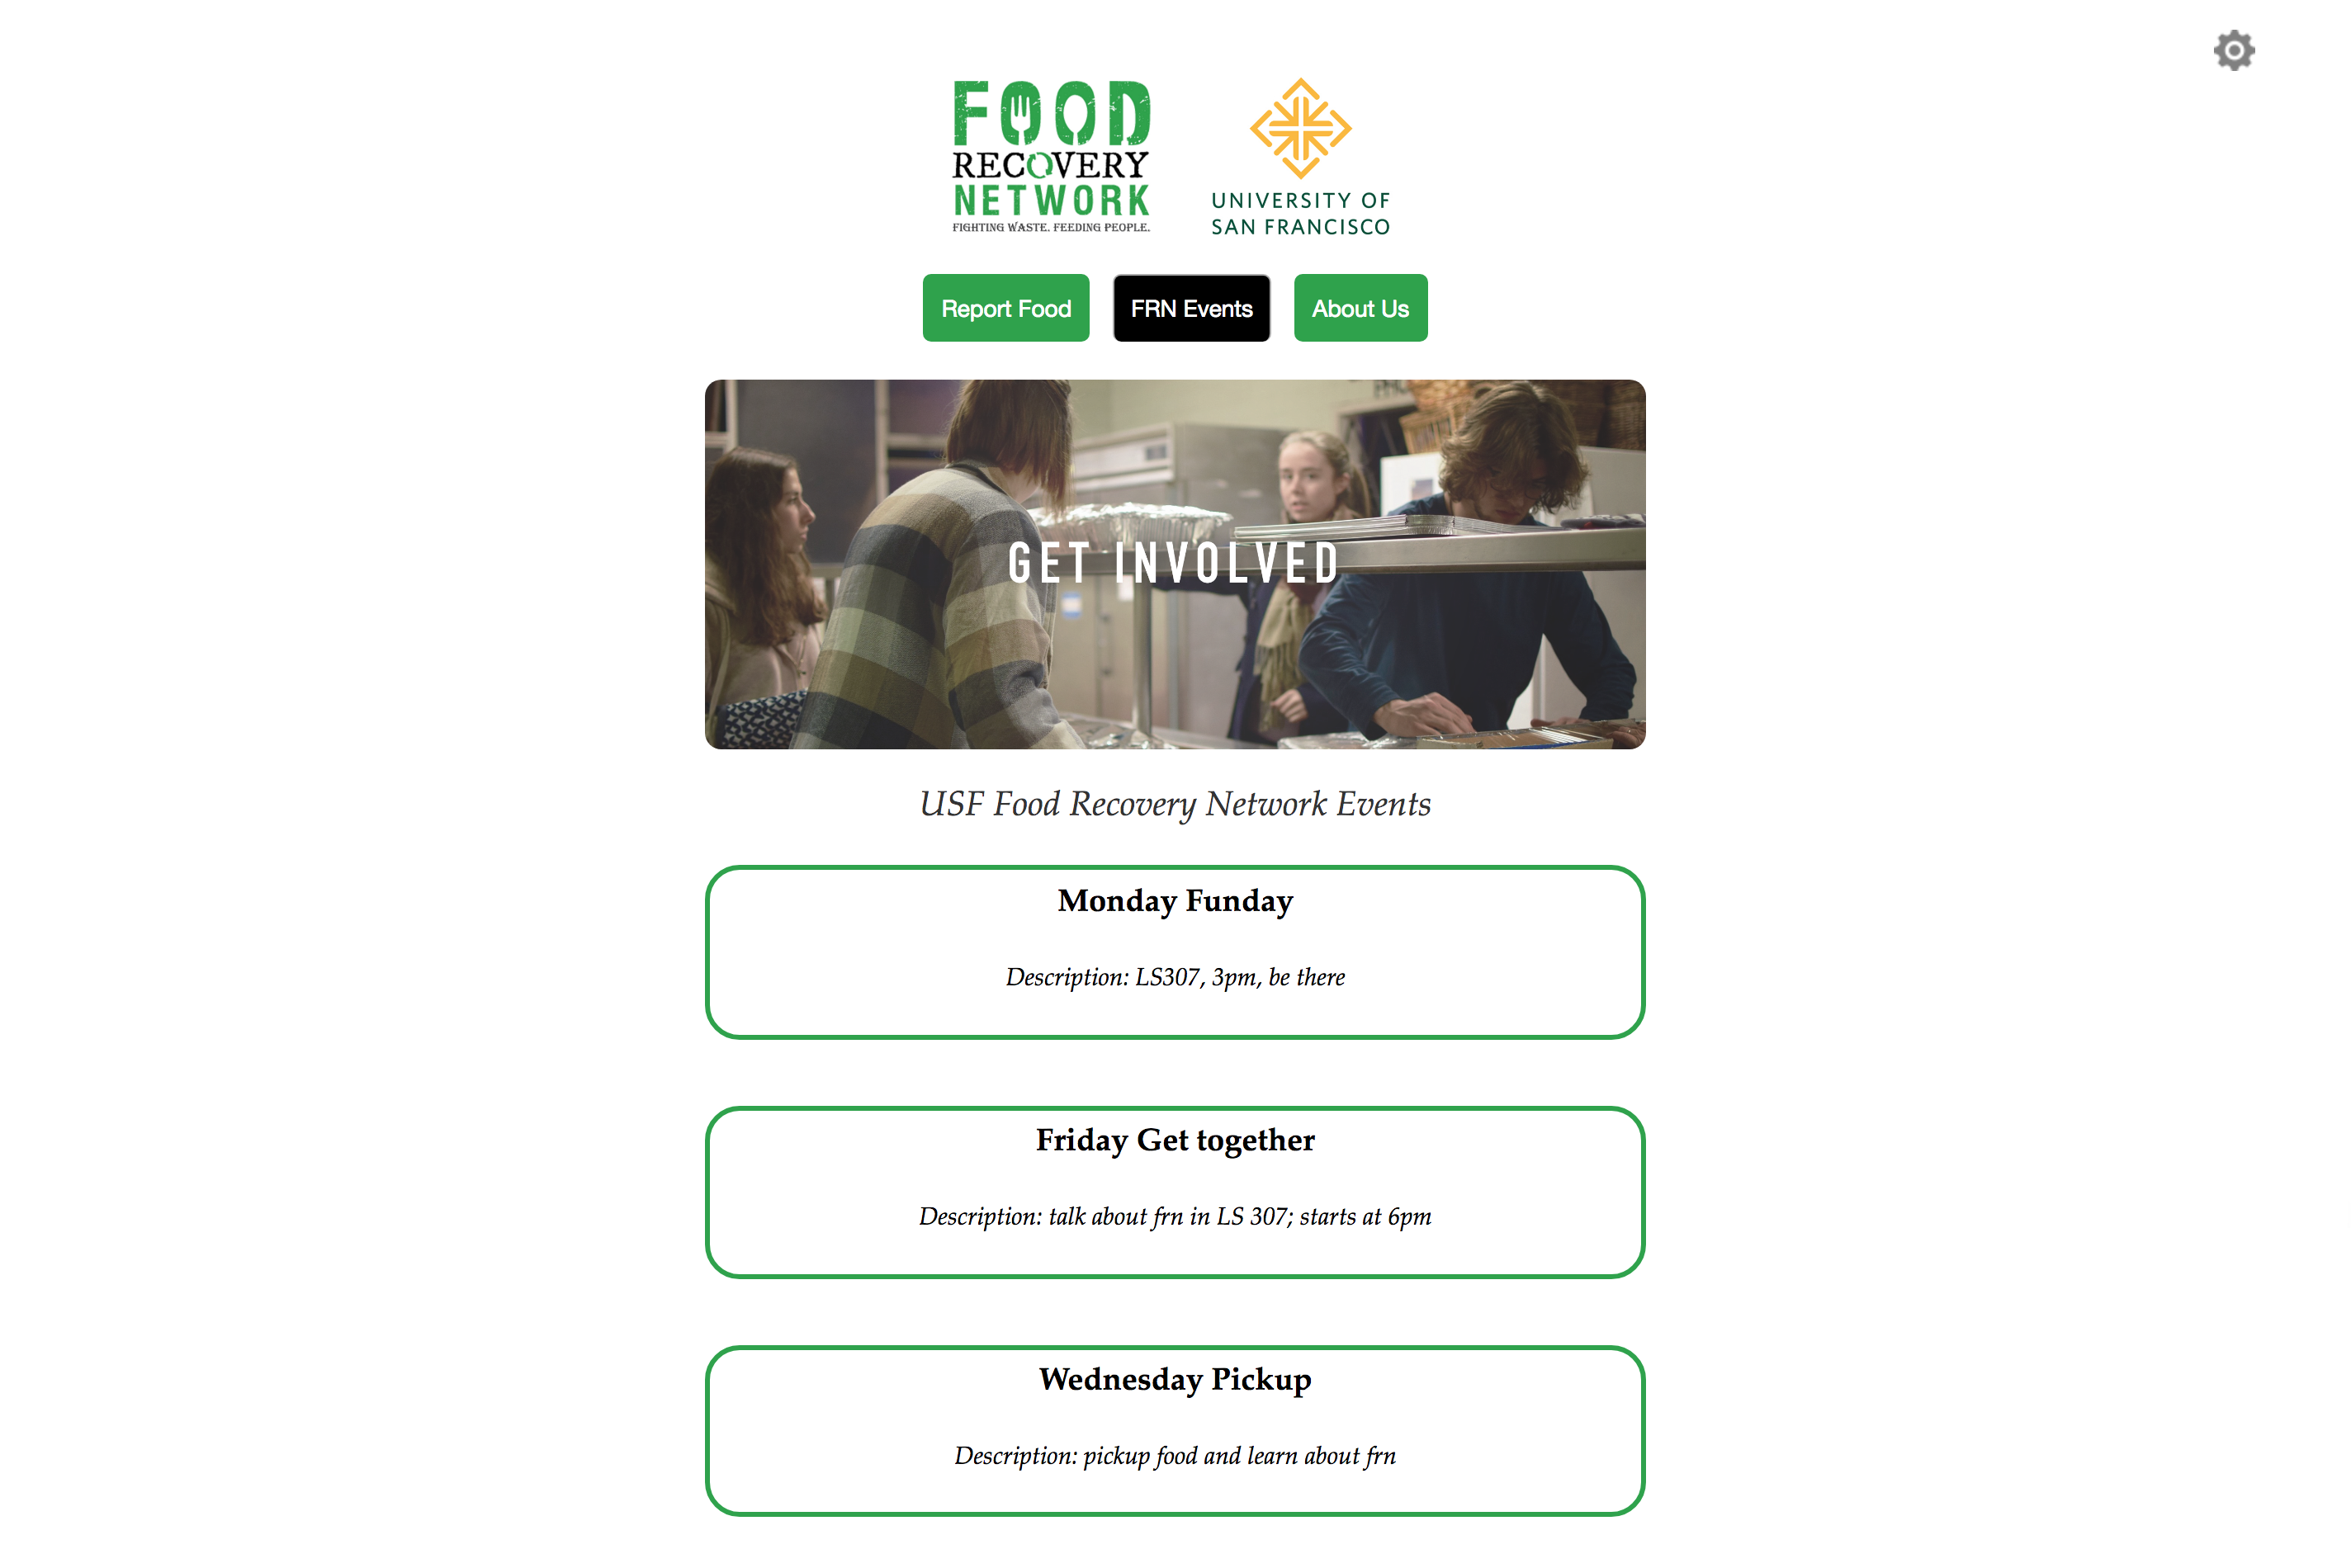 FOOD
RECOVERY
NETWORK
FIGHTING WASTE. FEEDING PEOPLE.
UNIVERSITY OF
SAN FRANCISCO
Report Food
FRN Events
About Us
GET INVOLVED
USF Food Recovery Network Events
Monday Funday
Description: LS307, 3pm, be there
Friday Get together
Description: talk about frn in LS 307; starts at 6pm
Wednesday Pickup
Description: pickup food and learn about frn